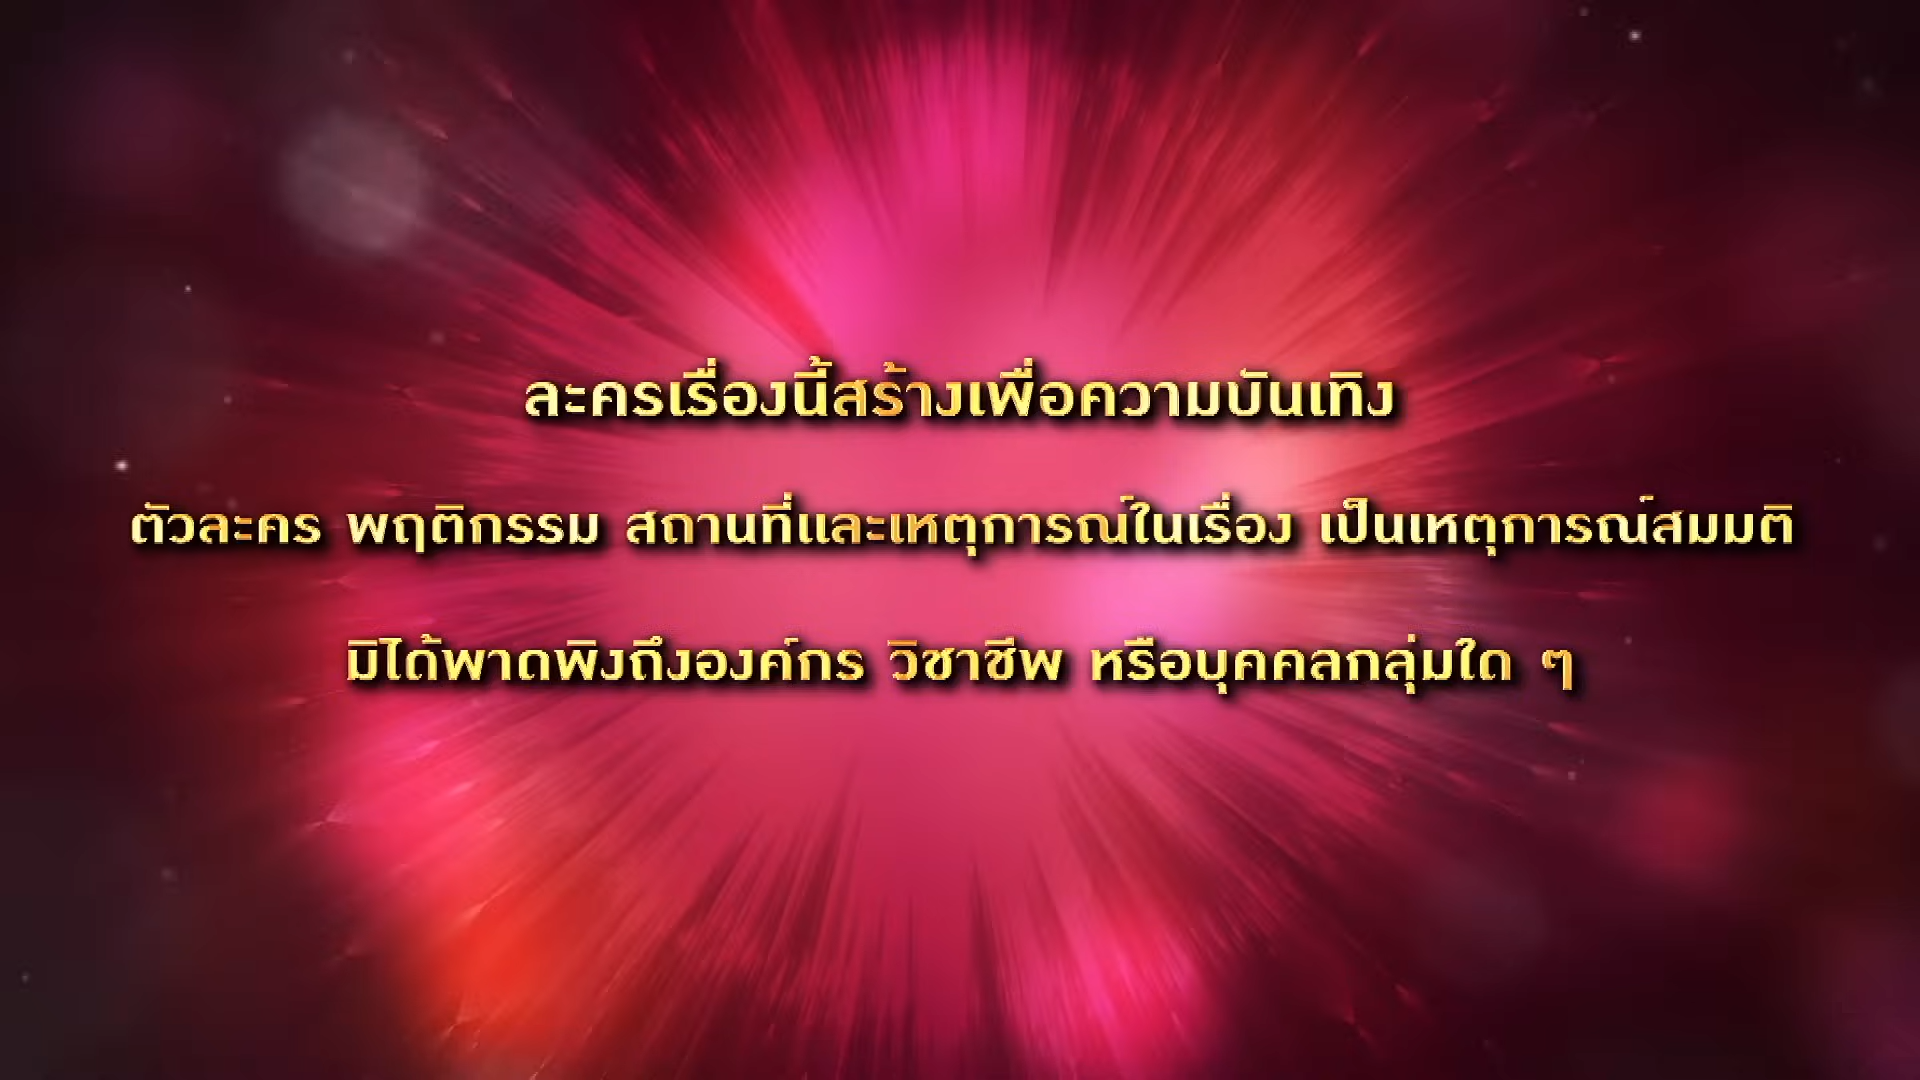 ละครเรื่องนี้สร้างเพื่อความบันเทิง
ตัวละคร พฤติกรรม สถานที่และเหตุการณ์ในเรื่อง เป็นเหตุการณ์สมมติ
มิได้พาดพิงถึงองค์กร วิชาชีพ หรือบุคคลกลุ่มใด ๆ